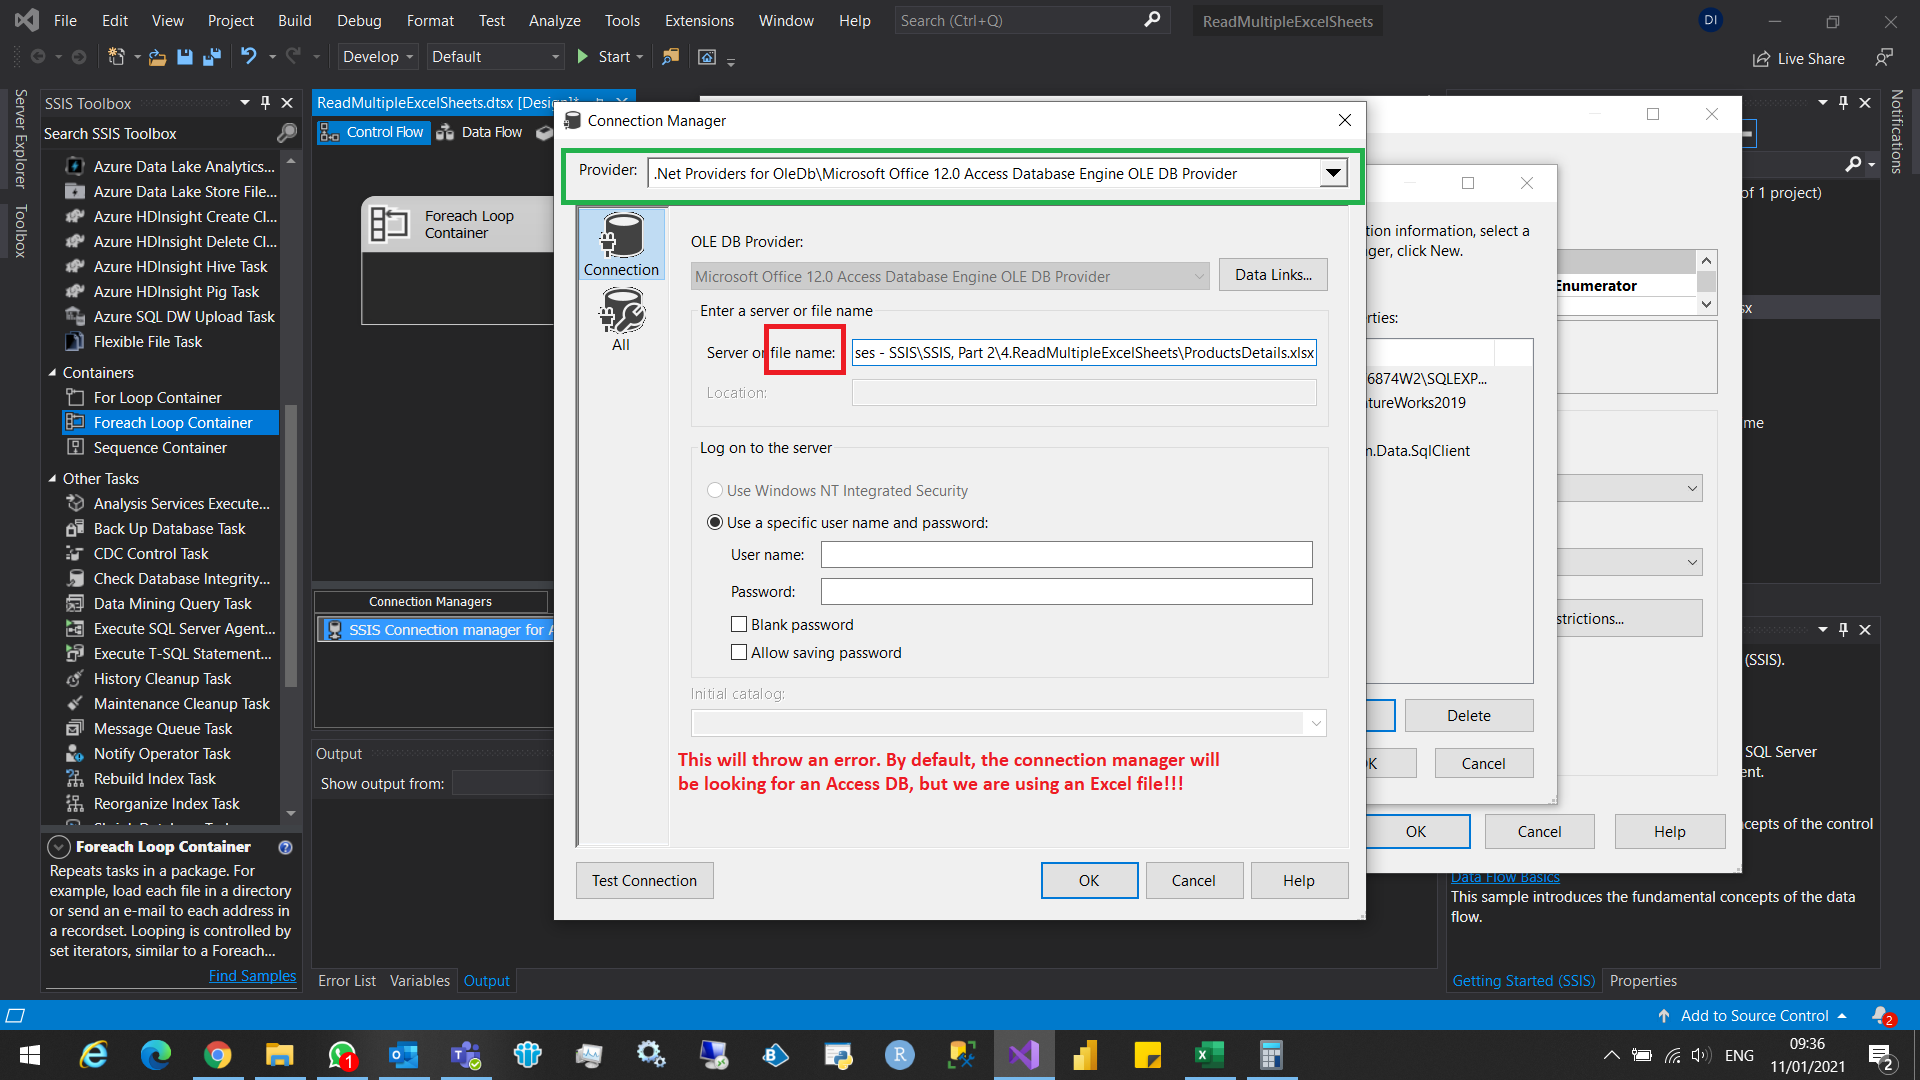 File Edit View Project Build Debug Format Test Analyze Tools Extensions Window Help Search (Ctrl+Q) ReadMultipleExcelSheets DI
Develop Default Start Live Share
Server Explorer
Toolbox
SSIS Toolbox
Search SSIS Toolbox
Azure Data Lake Analytics...
Azure Data Lake Store File...
Azure HDInsight Create Cl...
Azure HDInsight Delete Cl...
Azure HDInsight Hive Task
Azure HDInsight Pig Task
Azure SQL DW Upload Task
Flexible File Task
Containers
For Loop Container
Foreach Loop Container
Sequence Container
Other Tasks
Analysis Services Execute...
Back Up Database Task
CDC Control Task
Check Database Integrity...
Data Mining Query Task
Execute SQL Server Agent...
Execute T-SQL Statement...
History Cleanup Task
Maintenance Cleanup Task
Message Queue Task
Notify Operator Task
Rebuild Index Task
Reorganize Index Task
Foreach Loop Container
Repeats tasks in a package. For
example, load each file in a directory
or send an e-mail to each address in
a recordset. Looping is controlled by
set iterators, similar to a Foreach...
Find Samples
ReadMultipleExcelSheets.dtsx [Design]*
Control Flow Data Flow
Foreach Loop
Container
Connection Managers
SSIS Connection manager for A
Output
Show output from:
Error List Variables Output
Connection Manager
Provider: .Net Providers for OleDb\Microsoft Office 12.0 Access Database Engine OLE DB Provider
Connection
All
OLE DB Provider:
Microsoft Office 12.0 Access Database Engine OLE DB Provider Data Links...
Enter a server or file name
Server or file name: ses - SSIS\SSIS, Part 2\4.ReadMultipleExcelSheets\ProductsDetails.xlsx
Location:
Log on to the server
Use Windows NT Integrated Security
Use a specific user name and password:
User name:
Password:
Blank password
Allow saving password
Initial catalog:
This will throw an error. By default, the connection manager will
be looking for an Access DB, but we are using an Excel file!!!
Test Connection OK Cancel Help
tion information, select a
ger, click New.
rties:
6874W2\SQLEXP...
tureWorks2019
n.Data.SqlClient
Delete
OK Cancel
Enumerator
strictions...
OK Cancel Help
of 1 project)
sx
me
(SSIS).
SQL Server
ent.
cepts of the control
Data Flow Basics
This sample introduces the fundamental concepts of the data
flow.
Getting Started (SSIS) Properties
Notifications
Add to Source Control 2
1
R
ENG
09:36
11/01/2021
2